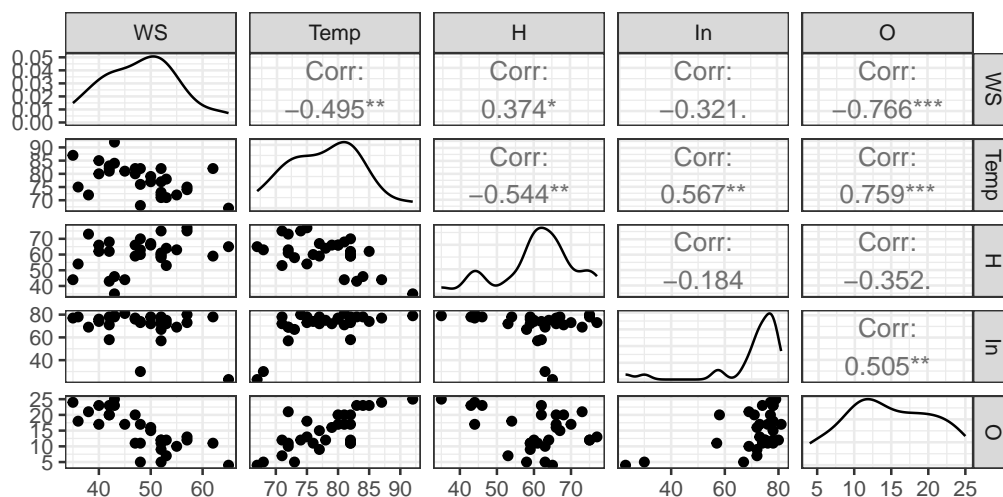 WS Temp H In O
0.05
0.04
0.03
0.02
0.01
0.00
Corr: Corr: Corr: Corr:
−0.495** 0.374* −0.321. −0.766***
WS
90
85
80
75
70
Corr: Corr: Corr:
−0.544** 0.567** 0.759***
Temp
70
60
50
40
Corr: Corr:
−0.184 −0.352.
H
80
60
40
Corr:
0.505**
In
25
20
15
10
5
O
40 50 60 70 75 80 85 90 40 50 60 70 40 60 80 5 10 15 20 25